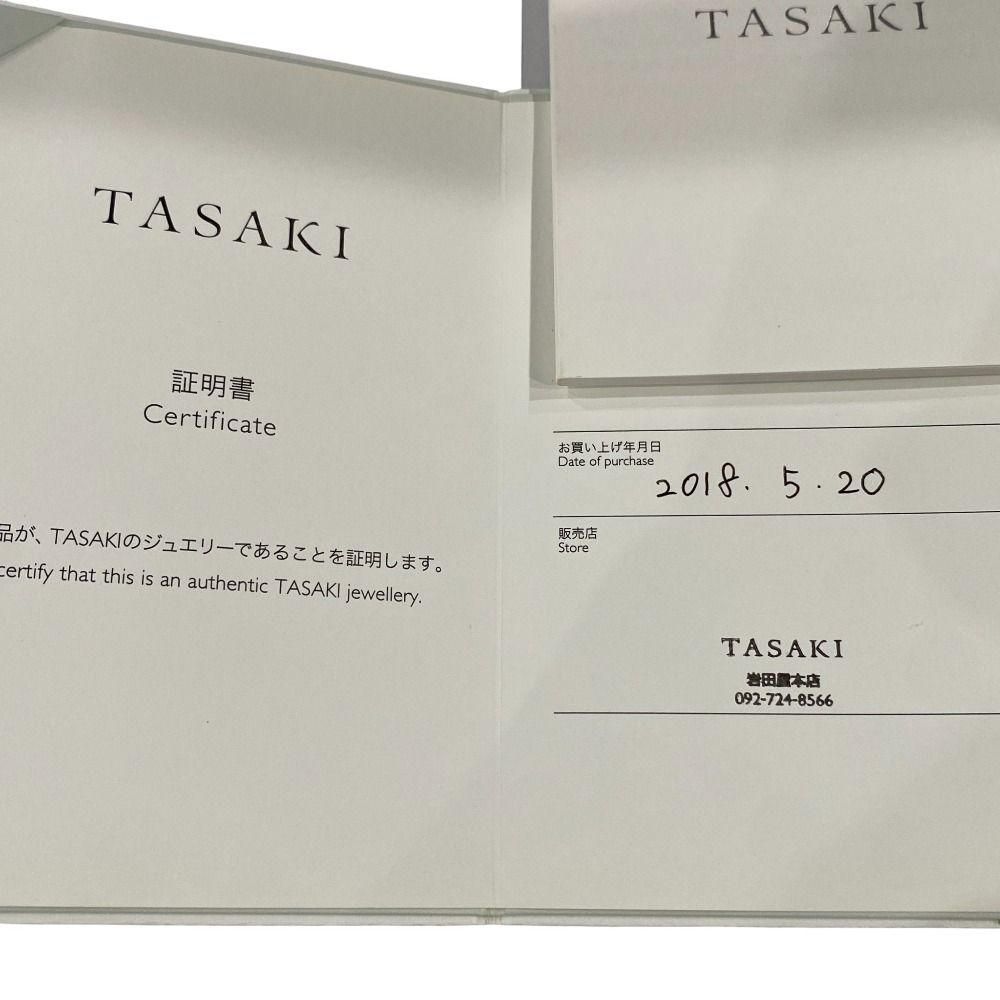 TASAKI
証明書
Certificate
品が、TASAKIのジュエリーであることを証明します。
certify that this is an authentic TASAKI jewellery.
TASAKI
お買い上げ年月日
Date of purchase
2018. 5. 20
販売店
Store
TASAKI
岩田屋本店
092-724-8566